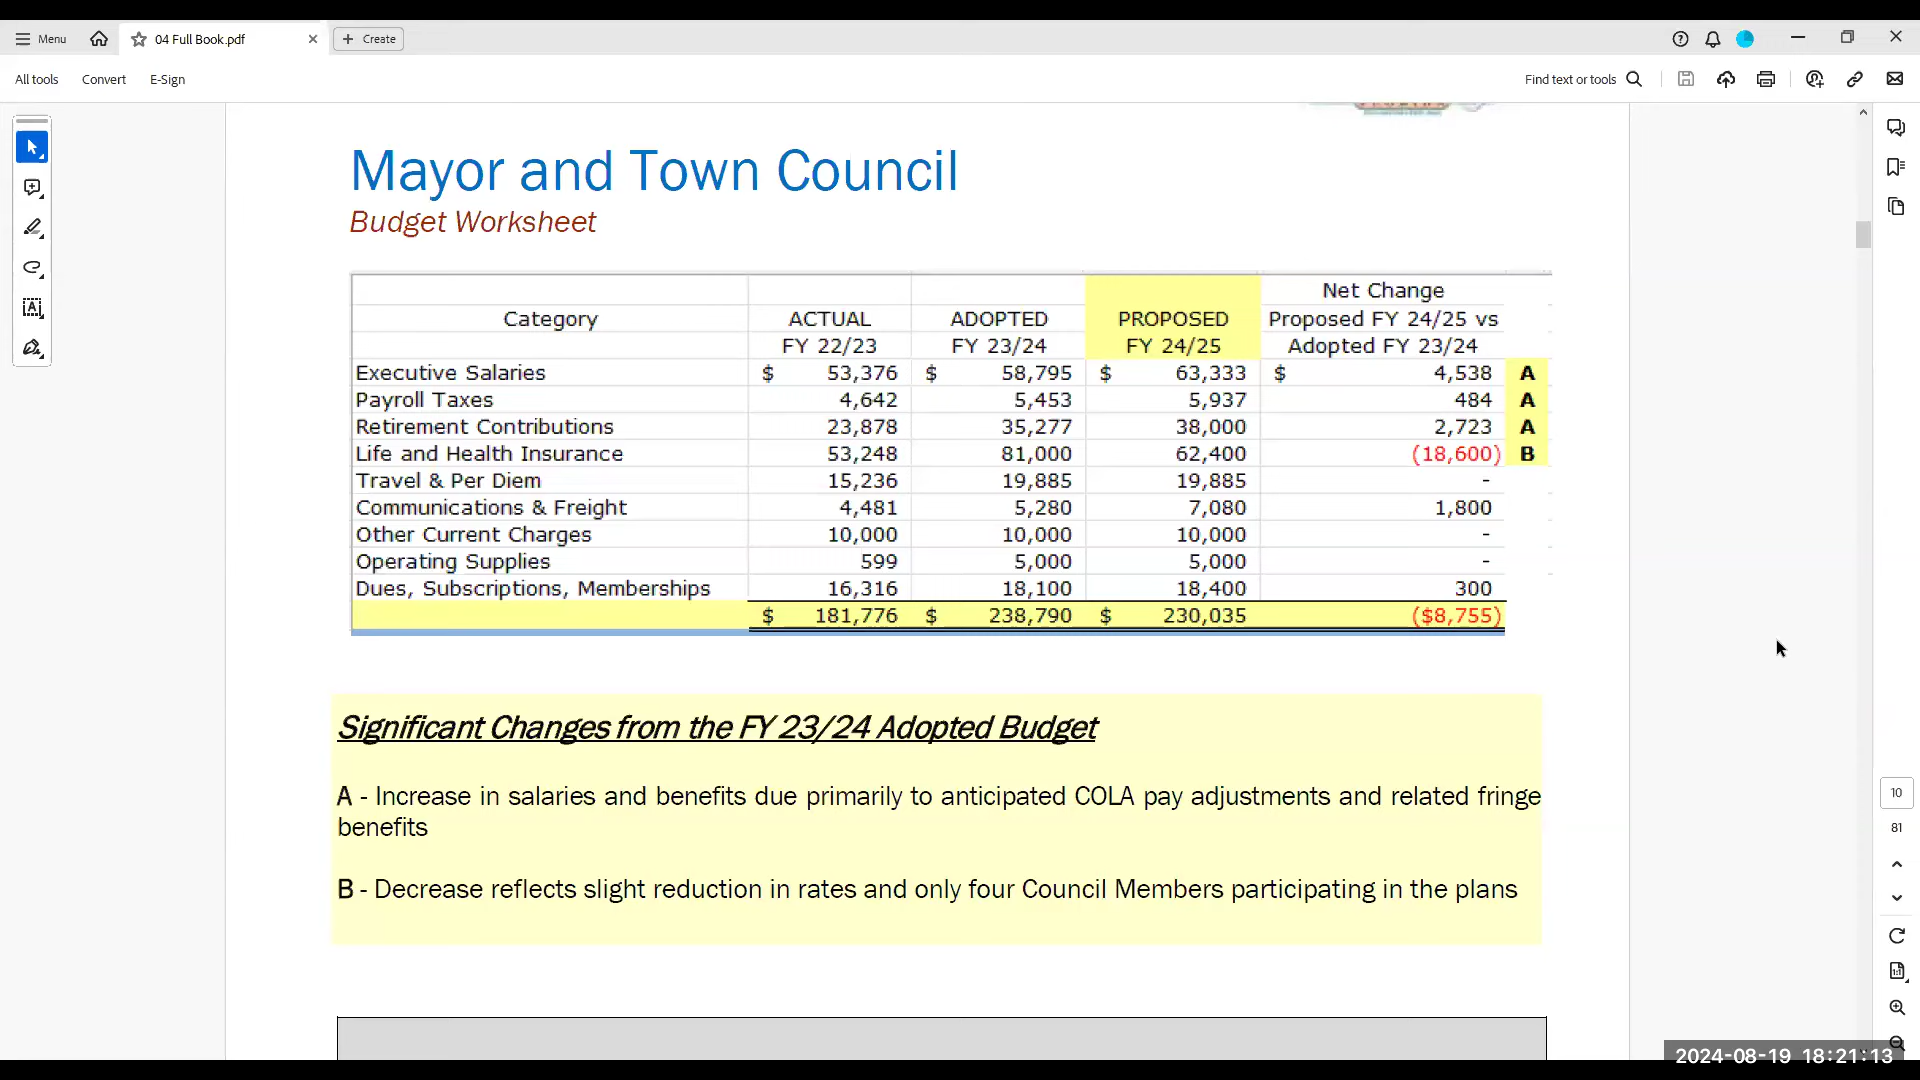 Menu
04 Full Book.pdf
Create
All tools Convert E-Sign
Find text or tools
Mayor and Town Council
Budget Worksheet
Net Change
Category ACTUAL ADOPTED PROPOSED Proposed FY 24/25 vs
FY 22/23 FY 23/24 FY 24/25 Adopted FY 23/24
Executive Salaries $ 53,376 $ 58,795 $ 63,333 $ 4,538 A
Payroll Taxes 4,642 5,453 5,937 484 A
Retirement Contributions 23,878 35,277 38,000 2,723 A
Life and Health Insurance 53,248 81,000 62,400 (18,600) B
Travel & Per Diem 15,236 19,885 19,885 -
Communications & Freight 4,481 5,280 7,080 1,800
Other Current Charges 10,000 10,000 10,000 -
Operating Supplies 599 5,000 5,000 -
Dues, Subscriptions, Memberships 16,316 18,100 18,400 300
$ 181,776 $ 238,790 $ 230,035 ($8,755)
Significant Changes from the FY 23/24 Adopted Budget
A - Increase in salaries and benefits due primarily to anticipated COLA pay adjustments and related fringe
benefits
B - Decrease reflects slight reduction in rates and only four Council Members participating in the plans
10
81
2024-08-19 18:21:13